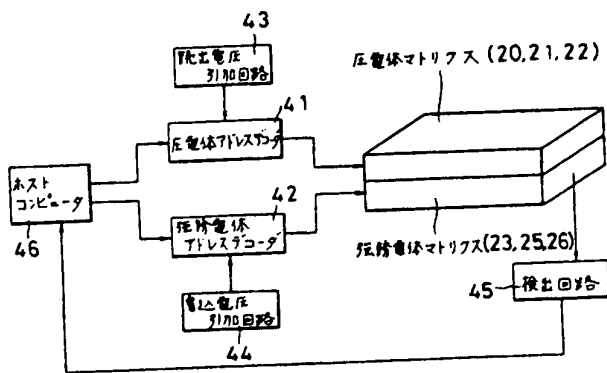 43
読出電圧
引加回路
41
圧電体アドレスデコーダ
圧電体マトリクス(20,21,22)
ホスト
コンピュータ
46
42
強誘電体
アドレスデコーダ
強誘電体マトリクス(23,25,26)
45
検出回路
書込電圧
引加回路
44